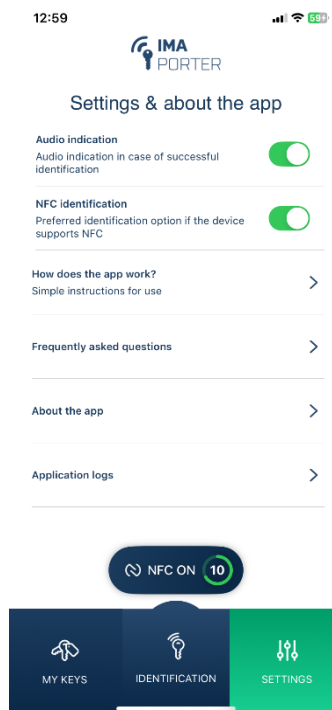 12:59
59
IMA
PORTER
Settings & about the app
Audio indication
Audio indication in case of successful
identification
NFC identification
Preferred identification option if the device
supports NFC
How does the app work?
Simple instructions for use
Frequently asked questions
About the app
Application logs
NFC ON 10
MY KEYS IDENTIFICATION SETTINGS